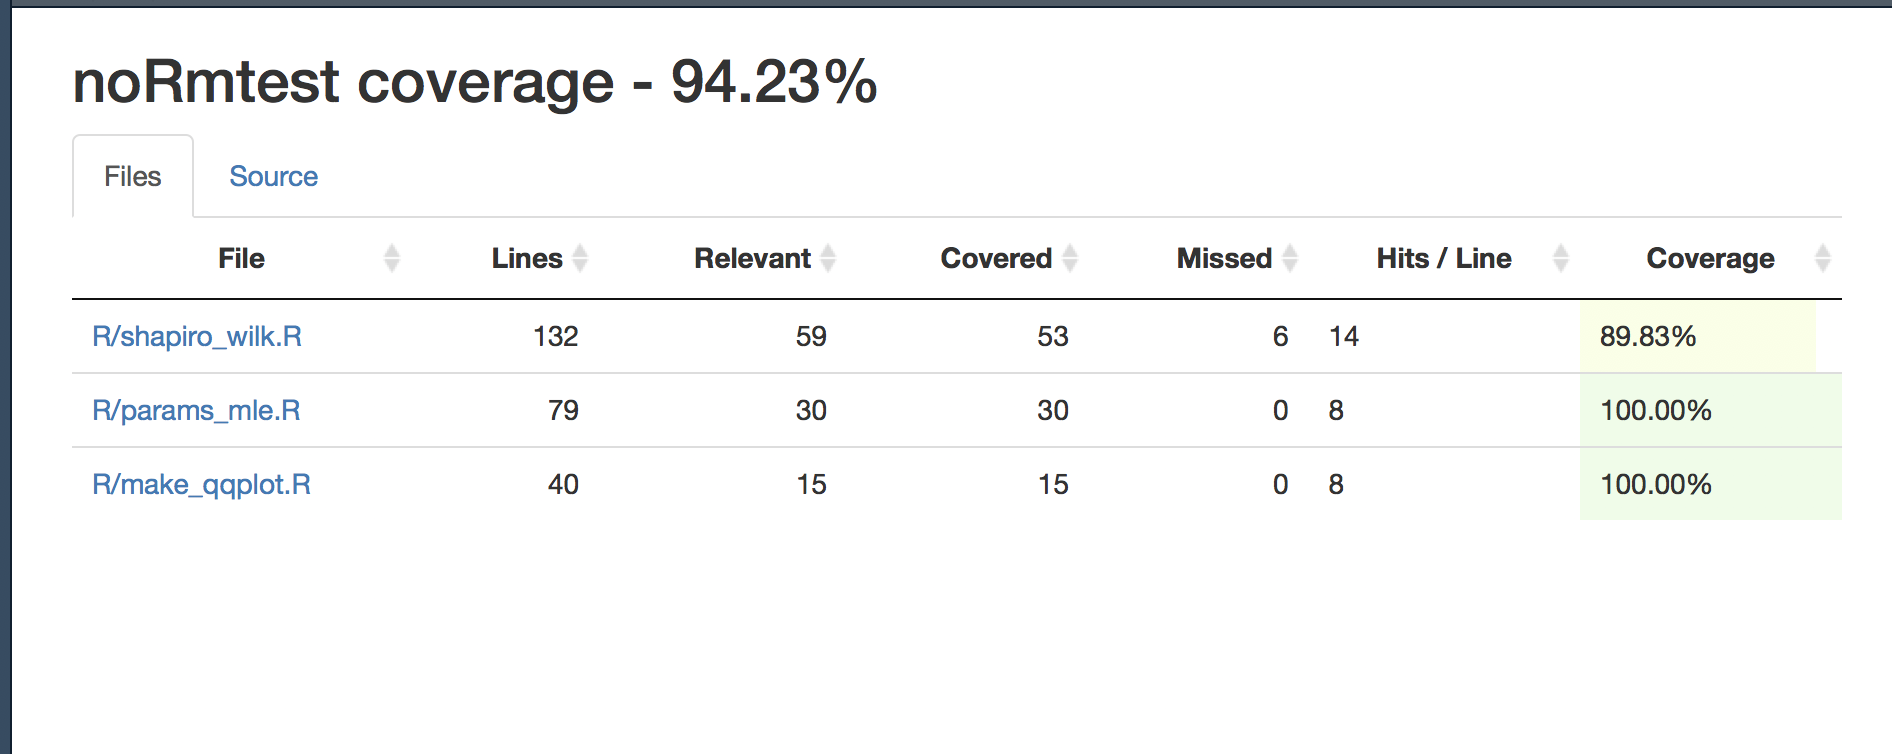 noRmtest coverage - 94.23%
Files Source
File Lines Relevant Covered Missed Hits / Line Coverage
R/shapiro_wilk.R 132 59 53 6 14 89.83%
R/params_mle.R 79 30 30 0 8 100.00%
R/make_qqplot.R 40 15 15 0 8 100.00%